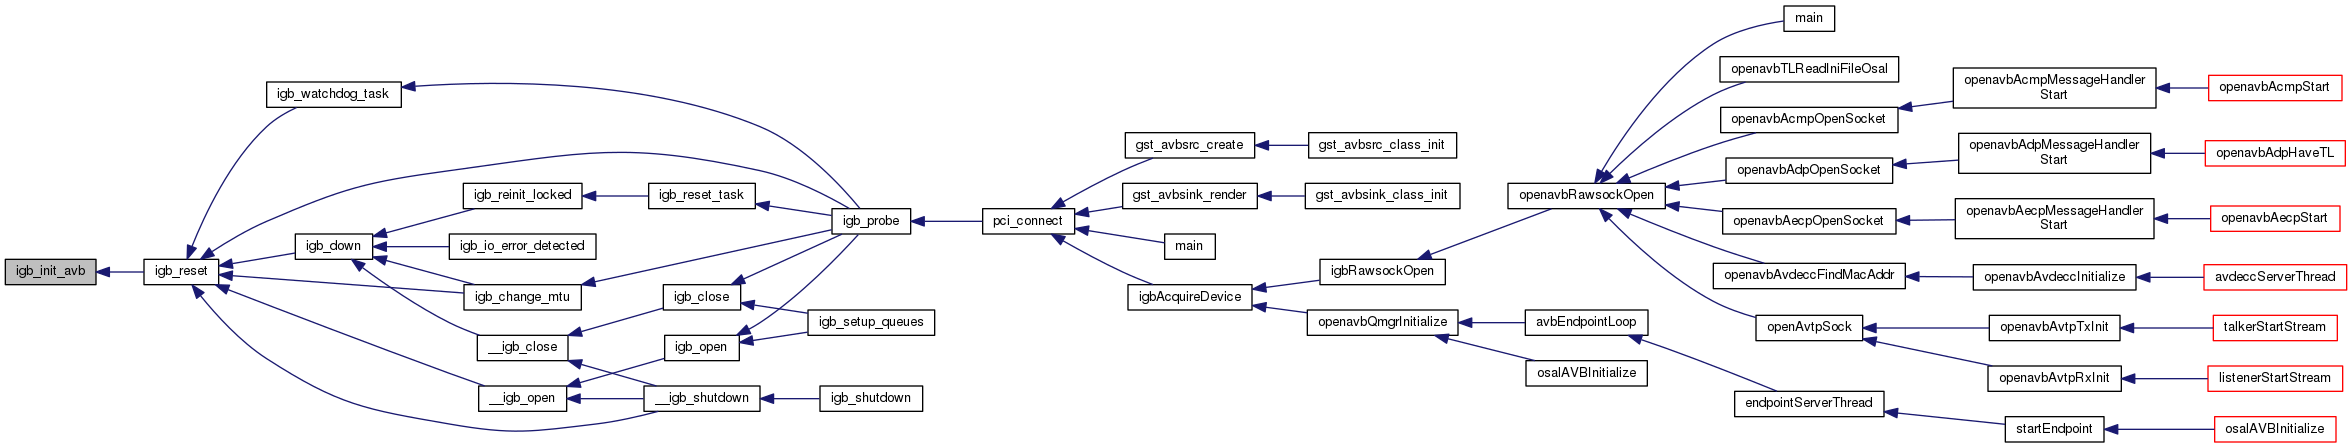 igb_init_avb
igb_reset
igb_watchdog_task
igb_down
igb_reinit_locked
igb_io_error_detected
igb_change_mtu
__igb_close
__igb_open
igb_reset_task
igb_close
igb_open
__igb_shutdown
igb_probe
igb_setup_queues
igb_shutdown
pci_connect
gst_avbsrc_create
gst_avbsink_render
main
igbAcquireDevice
gst_avbsrc_class_init
gst_avbsink_class_init
igbRawsockOpen
openavbQmgrInitialize
openavbRawsockOpen
avbEndpointLoop
osalAVBInitialize
main
openavbTLReadIniFileOsal
openavbAcmpOpenSocket
openavbAdpOpenSocket
openavbAecpOpenSocket
openavbAvdeccFindMacAddr
openAvtpSock
endpointServerThread
openavbAcmpMessageHandler
Start
openavbAdpMessageHandler
Start
openavbAecpMessageHandler
Start
openavbAvdeccInitialize
openavbAvtpTxInit
openavbAvtpRxInit
startEndpoint
openavbAcmpStart
openavbAdpHaveTL
openavbAecpStart
avdeccServerThread
talkerStartStream
listenerStartStream
osalAVBInitialize